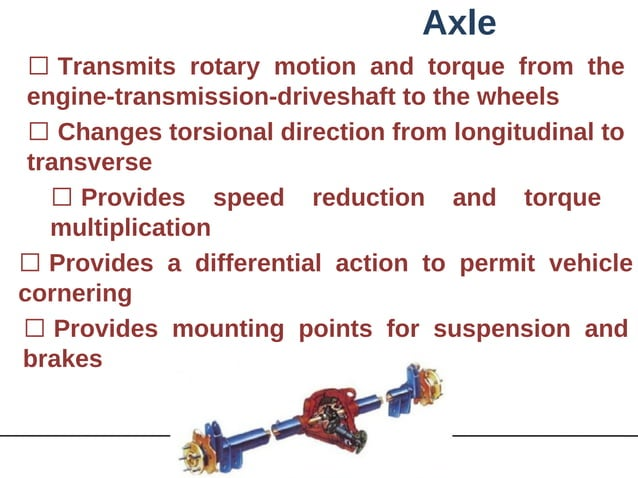 Axle
☐ Transmits rotary motion and torque from the
engine-transmission-driveshaft to the wheels
☐ Changes torsional direction from longitudinal to
transverse
☐ Provides speed reduction and torque
multiplication
☐ Provides a differential action to permit vehicle
cornering
☐ Provides mounting points for suspension and
brakes